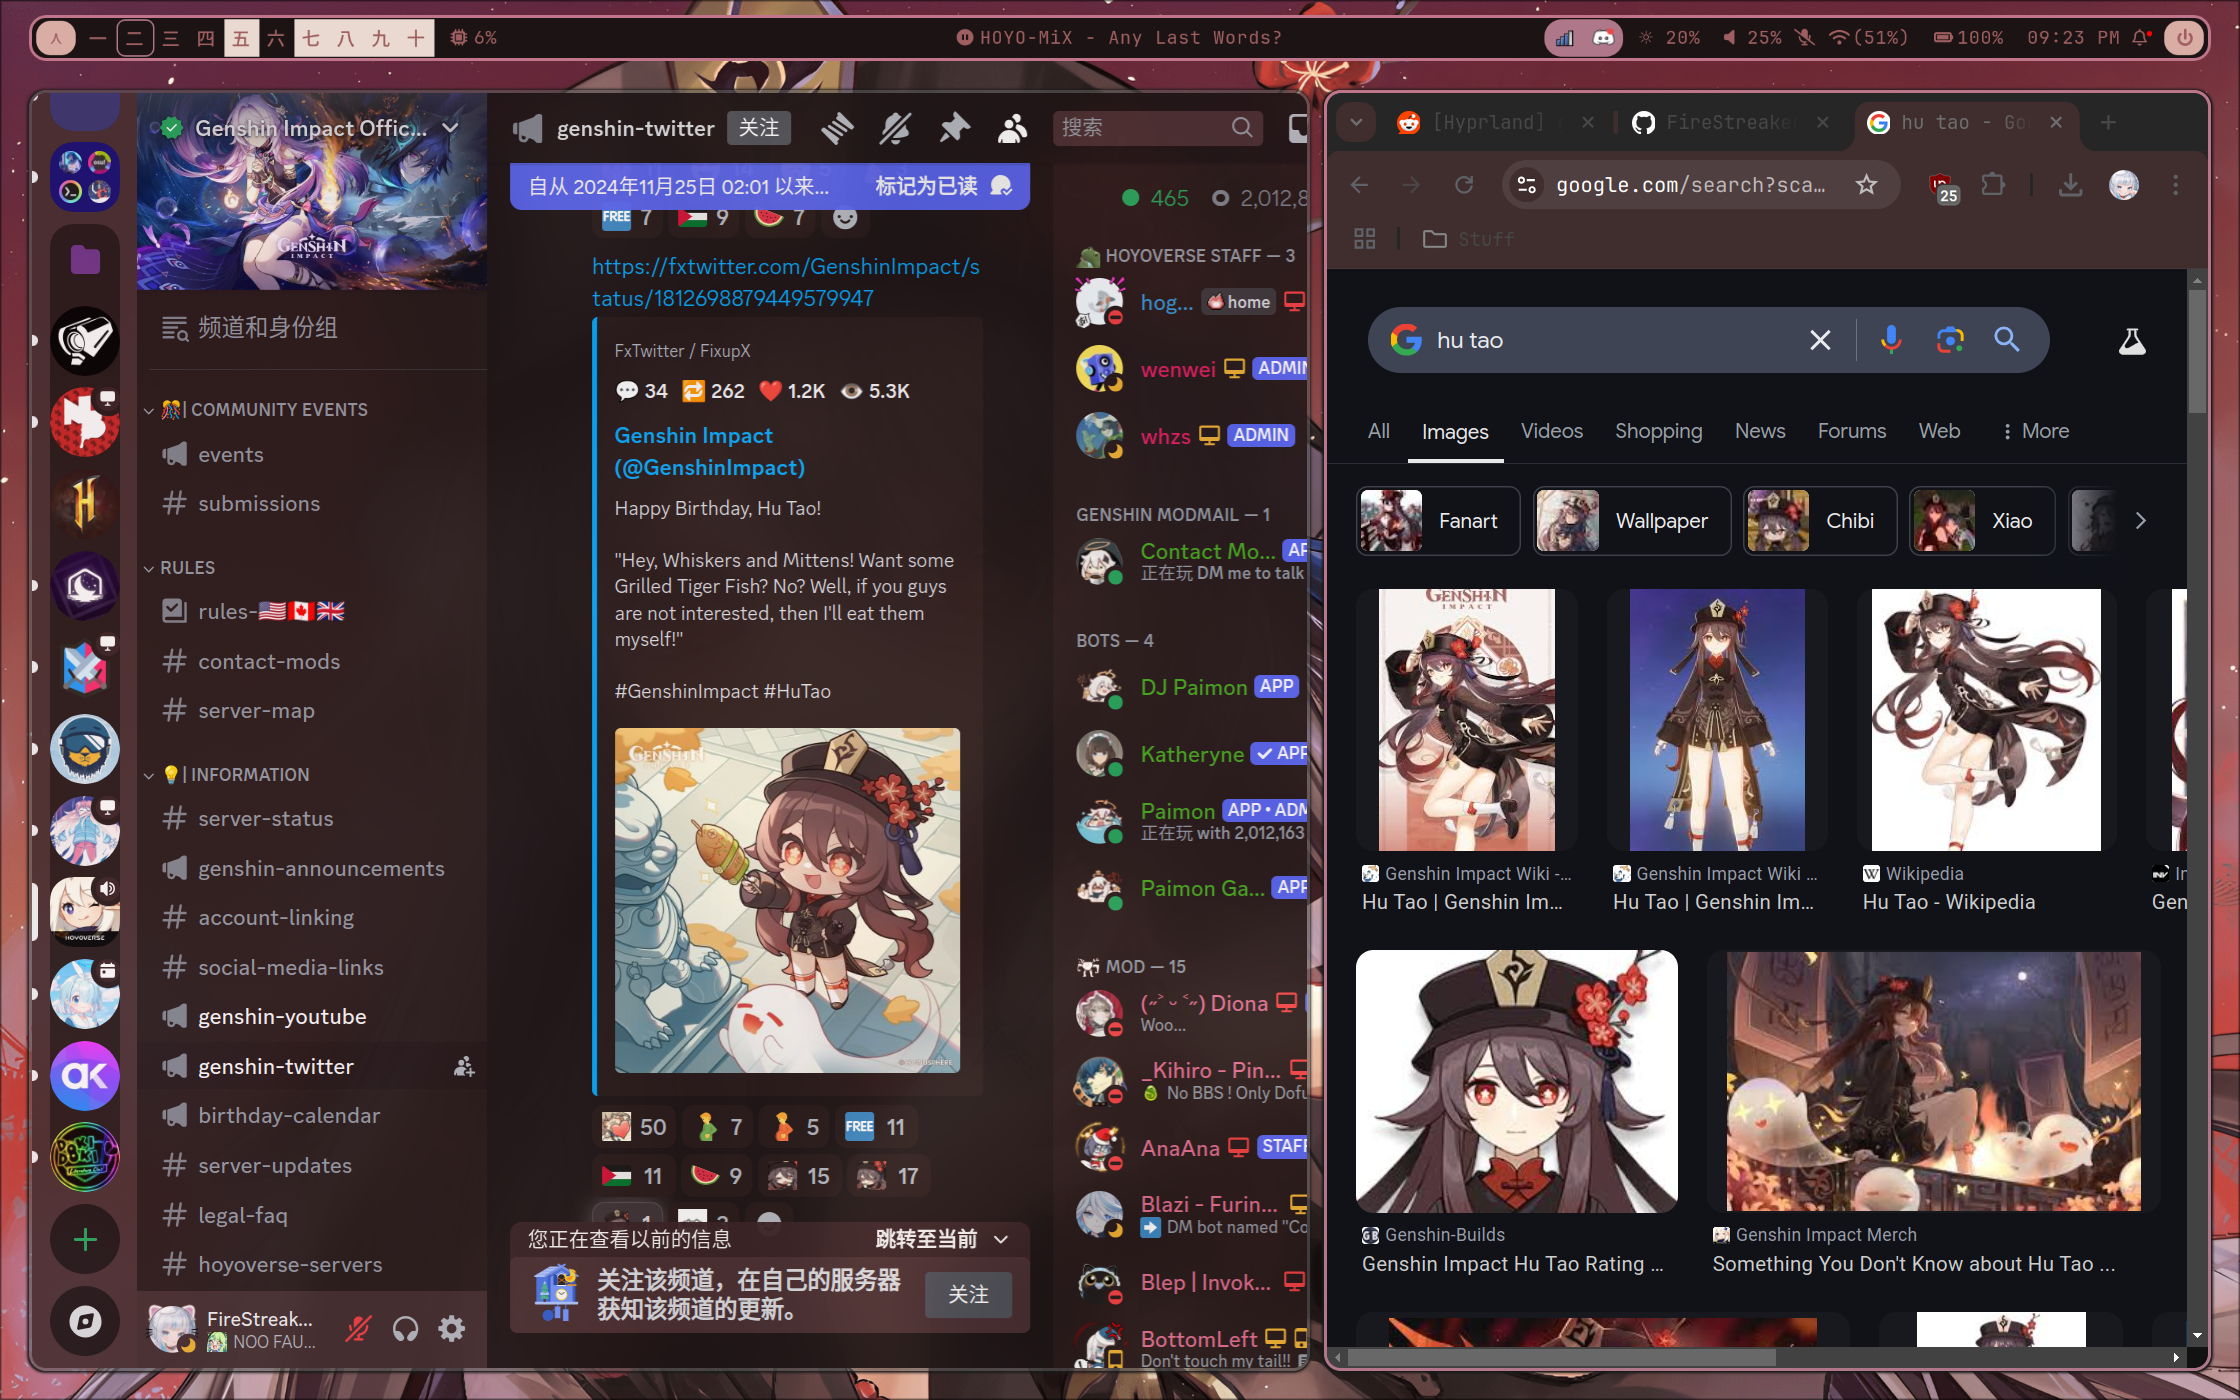 人 一 二 三 四 五 六 七 八 九 十 6%
HOYO-MiX - Any Last Words?
20% 25% (51%) 100% 09:23 PM
Genshin Impact Offic...
GENSHIN
IMPACT
频道和身份组
COMMUNITY EVENTS
events
submissions
RULES
rules-🇺🇸🇨🇦🇬🇧
contact-mods
server-map
INFORMATION
server-status
genshin-announcements
account-linking
social-media-links
genshin-youtube
genshin-twitter
birthday-calendar
server-updates
legal-faq
hoyoverse-servers
FireStreak...
NOO FAU...
HOYOVERSE
genshin-twitter 关注
搜索
自从 2024年11月25日 02:01 以来... 标记为已读
FREE 7 9 7
https://fxtwitter.com/GenshinImpact/s
tatus/1812698879449579947
FxTwitter / FixupX
34 262 1.2K 5.3K
Genshin Impact
(@GenshinImpact)
Happy Birthday, Hu Tao!
"Hey, Whiskers and Mittens! Want some
Grilled Tiger Fish? No? Well, if you guys
are not interested, then I'll eat them
myself!"
#GenshinImpact #HuTao
GENSHIN
50 7 5 FREE 11
11 9 15 17
您正在查看以前的信息 跳转至当前
关注该频道，在自己的服务器
获知该频道的更新。
关注
465 2,012,8
HOYOVERSE STAFF — 3
hog... home
wenwei ADMIN
whzs ADMIN
GENSHIN MODMAIL — 1
Contact Mo... AP
正在玩 DM me to talk
BOTS — 4
DJ Paimon APP
Katheryne ✓ APP
Paimon APP • ADM
正在玩 with 2,012,163
Paimon Ga... APP
MOD — 15
(˶˃ ᵕ ˂˶) Diona
Woo...
_Kihiro - Pin...
No BBS ! Only Dofu
AnaAna STAFF
Blazi - Furin...
DM bot named "Co
Blep | Invok...
BottomLeft
Don't touch my tail!!
[Hyprland]
FireStreake
hu tao - Goo
google.com/search?sca...
25
Stuff
hu tao
All Images Videos Shopping News Forums Web More
Fanart Wallpaper Chibi Xiao
GENSHIN
IMPACT
Genshin Impact Wiki -...
Hu Tao | Genshin Im...
Genshin Impact Wiki ...
Hu Tao | Genshin Im...
Wikipedia
Hu Tao - Wikipedia
Gen
Genshin-Builds
Genshin Impact Hu Tao Rating ...
Genshin Impact Merch
Something You Don't Know about Hu Tao ...